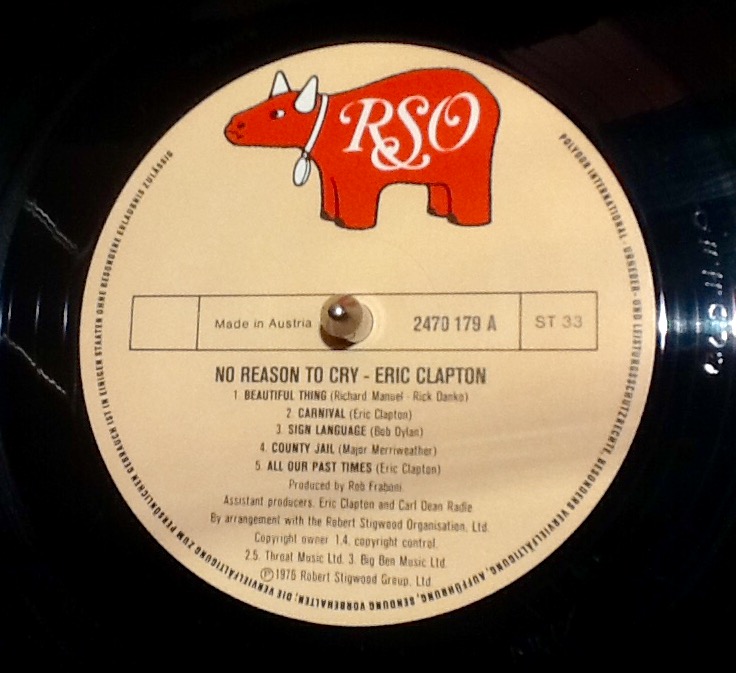 RSO
Made in Austria
2470 179 A
ST 33
NO REASON TO CRY - ERIC CLAPTON
1. BEAUTIFUL THING (Richard Manuel - Rick Danko)
2. CARNIVAL (Eric Clapton)
3. SIGN LANGUAGE (Bob Dylan)
4. COUNTY JAIL (Major Merriweather)
5. ALL OUR PAST TIMES (Eric Clapton)
Produced by Rob Fraboni.
Assistant producers. Eric Clapton and Carl Dean Radle.
By arrangement with the Robert Stigwood Organisation, Ltd.
Copyright owner 1.4. copyright control.
2.5. Throat Music Ltd. 3. Big Ben Music Ltd.
Ⓟ1976 Robert Stigwood Group, Ltd.
POLYDOR INTERNATIONAL · URHEBER- UND LEISTUNGSSCHUTZRECHTE, BESONDERS VERVIELFÄLTIGUNG, AUFFÜHRUNG, SENDUNG VORBEHALTEN; DIE VERVIELFÄLTIGUNG ZUM PERSÖNLICHEN GEBRAUCH IST IN EINIGEN STAATEN OHNE BESONDERE ERLAUBNIS ZULÄSSIG